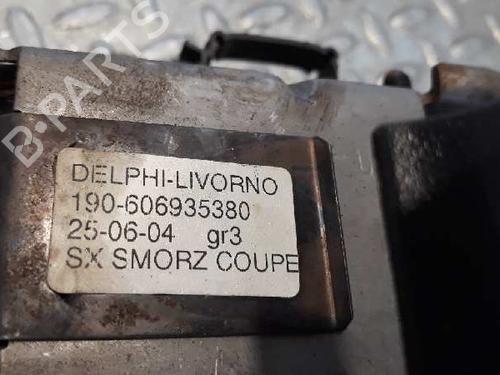 B-PARTS
DELPHI-LIVORNO
190-606935380
25-06-04 gr3
SX SMORZ COUPE